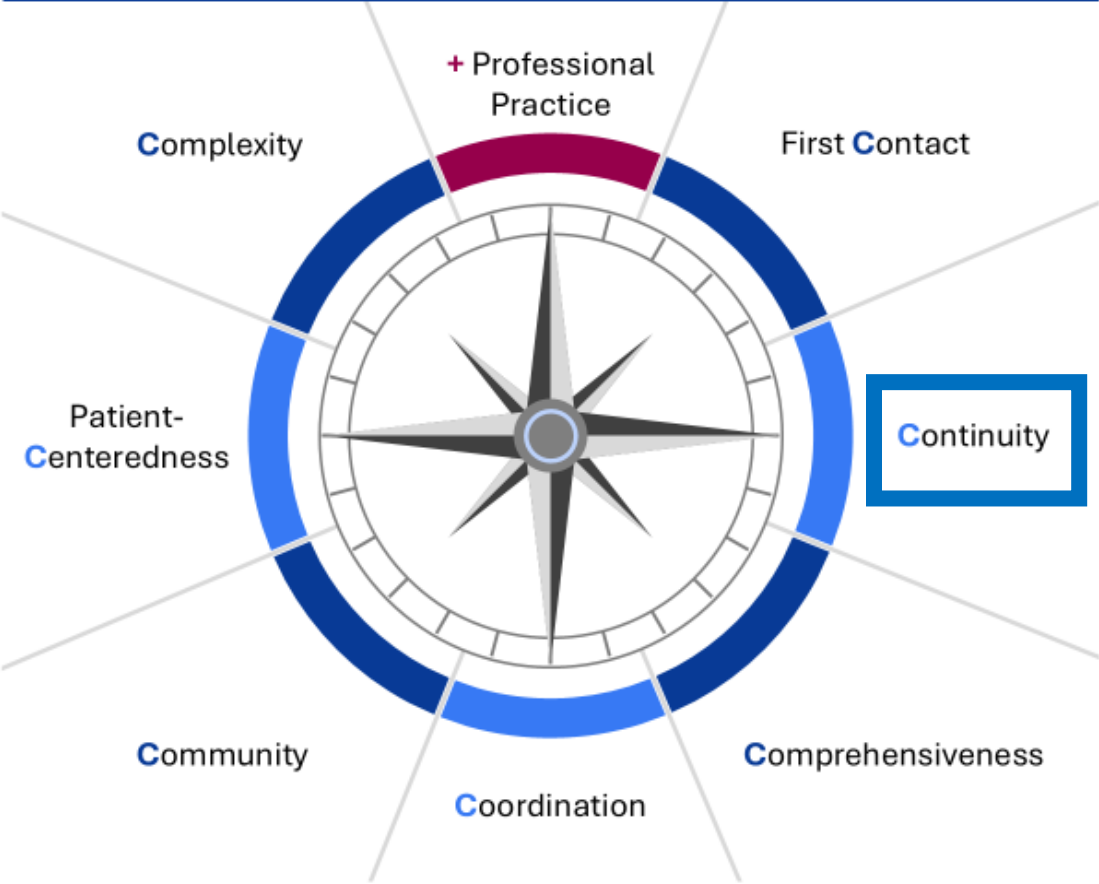 + Professional
Practice
First Contact
Continuity
Comprehensiveness
Coordination
Community
Patient-
Centeredness
Complexity